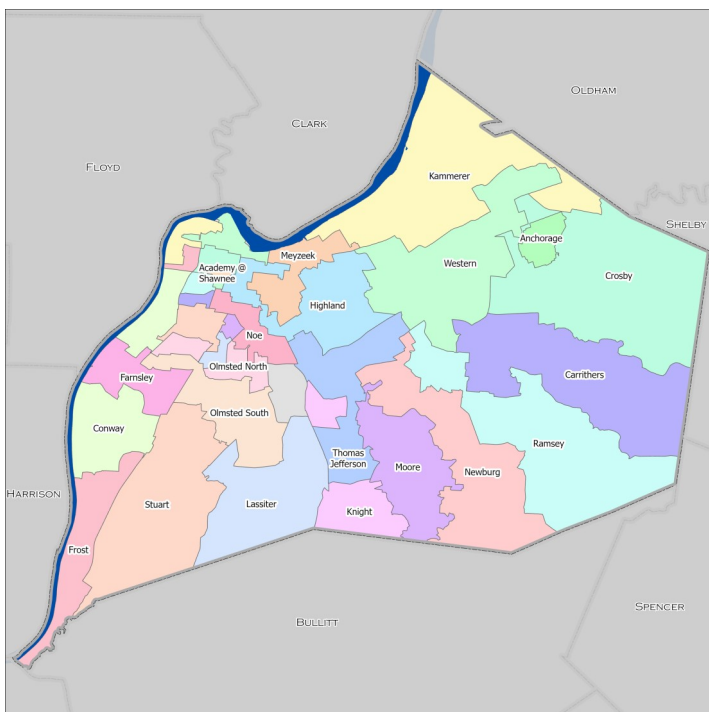 OLDHAM
CLARK
FLOYD
Kammerer
SHELBY
Anchorage
Meyzeek
Western
Academy @
Shawnee
Crosby
Highland
Noe
Olmsted North
Farnsley
Carrithers
Olmsted South
Conway
Ramsey
Thomas
Jefferson
Moore
Newburg
HARRISON
Stuart
Lassiter
Knight
Frost
SPENCER
BULLITT